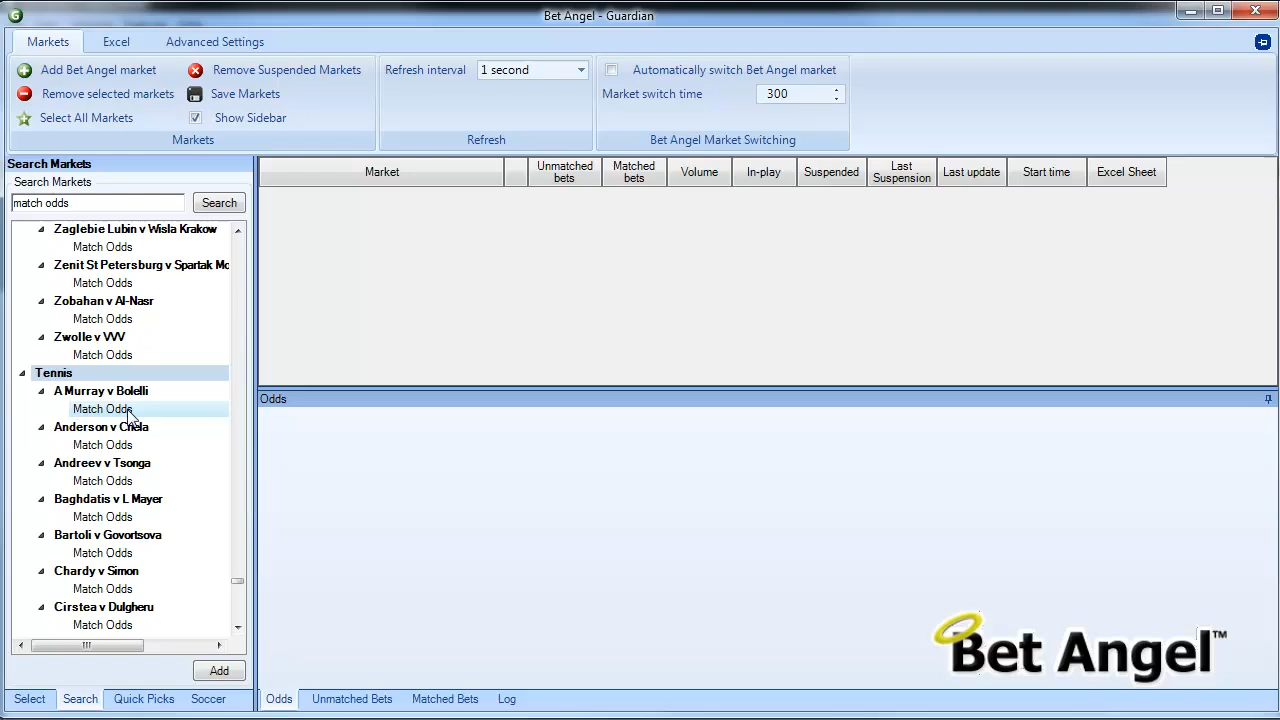 Bet Angel - Guardian
Markets Excel Advanced Settings
Add Bet Angel market Remove Suspended Markets Refresh interval 1 second Automatically switch Bet Angel market
Remove selected markets Save Markets Market switch time 300
Select All Markets Show Sidebar
Markets Refresh Bet Angel Market Switching
Search Markets
Search Markets
match odds Search
Zaglebie Lubin v Wisla Krakow
Match Odds
Zenit St Petersburg v Spartak Mo
Match Odds
Zobahan v Al-Nasr
Match Odds
Zwolle v VVV
Match Odds
Tennis
A Murray v Bolelli
Match Odds
Anderson v Chela
Match Odds
Andreev v Tsonga
Match Odds
Baghdatis v L Mayer
Match Odds
Bartoli v Govortsova
Match Odds
Chardy v Simon
Match Odds
Cirstea v Dulgheru
Match Odds
Add
Select Search Quick Picks Soccer
Market Unmatched bets Matched bets Volume In-play Suspended Last Suspension Last update Start time Excel Sheet
Odds
Bet Angel™
Odds Unmatched Bets Matched Bets Log